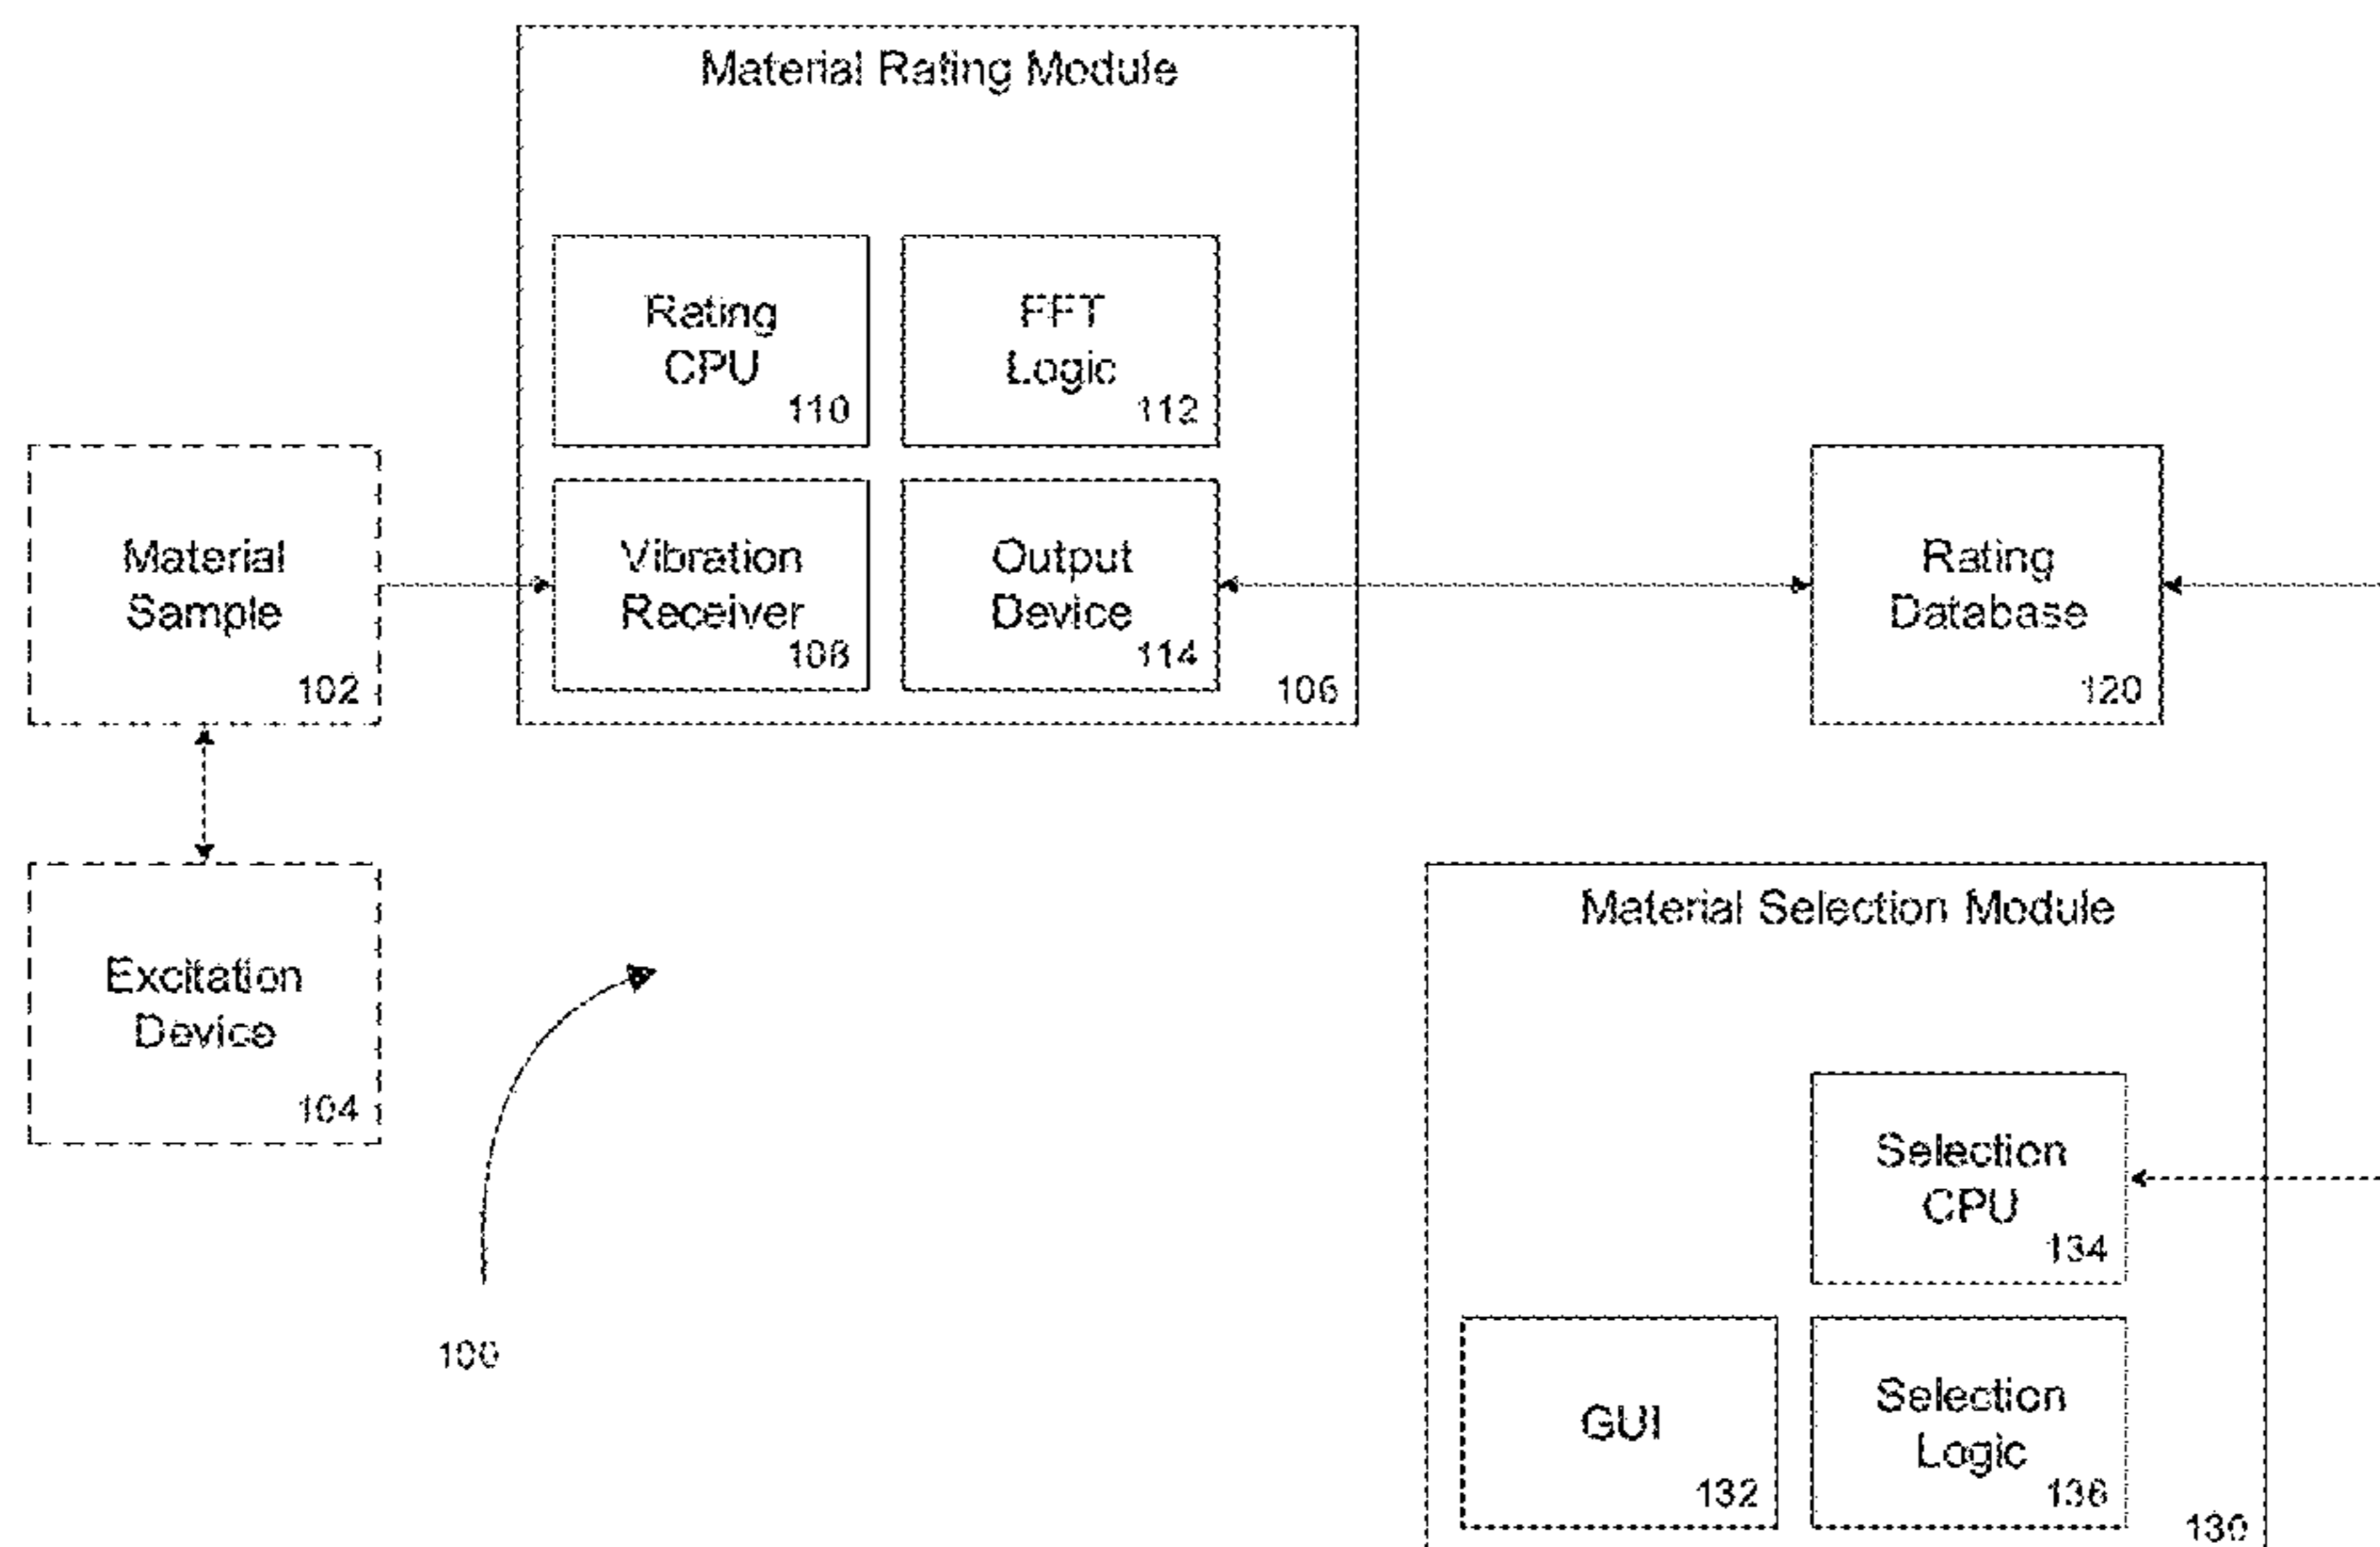 Material Rating Module
Rating
CPU
110
FFT
Logic
112
Material
Sample
102
Vibration
Receiver
108
Output
Device
114
106
Rating
Database
120
Excitation
Device
104
100
Material Selection Module
Selection
CPU
134
GUI
132
Selection
Logic
136
130